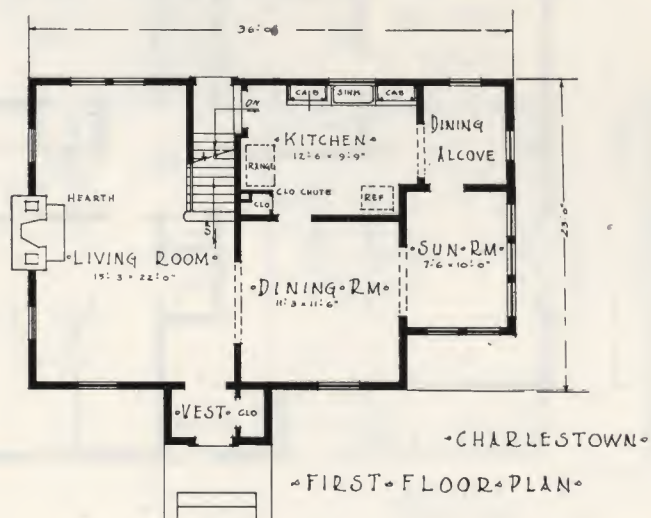 36'-0"
CAB
SINK
CAB
DN
KITCHEN
12'-6 × 9'-9"
DINING
ALCOVE
RANGE
HEARTH
CLO CHUTE
CLO
REF
23'-0"
LIVING ROOM
15'-3 × 22'-0"
SUN RM
7'-6 × 10'-0"
DINING RM
11'-3 × 11'-6"
VEST
CLO
CHARLESTOWN
FIRST FLOOR PLAN